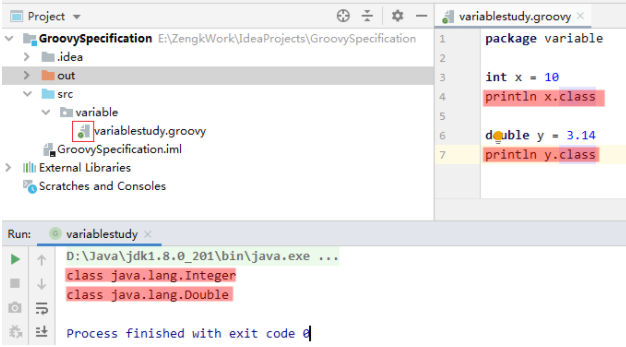 Project
variablestudy.groovy
GroovySpecification E:\ZengkWork\IdeaProjects\GroovySpecification
.idea
out
src
variable
variablestudy.groovy
GroovySpecification.iml
External Libraries
Scratches and Consoles
1 package variable
2
3 int x = 10
4 println x.class
5
6 double y = 3.14
7 println y.class
Run: variablestudy
D:\Java\jdk1.8.0_201\bin\java.exe ...
class java.lang.Integer
class java.lang.Double
Process finished with exit code 0